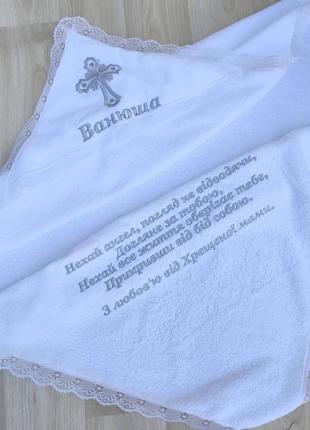 Ванюша
Нехай ангел, погляд не відводячи,
Догляне за тобою,
Нехай все життя оберігає тебе,
Прикривши від бід собою.
З любов'ю від Хрещеної мами.